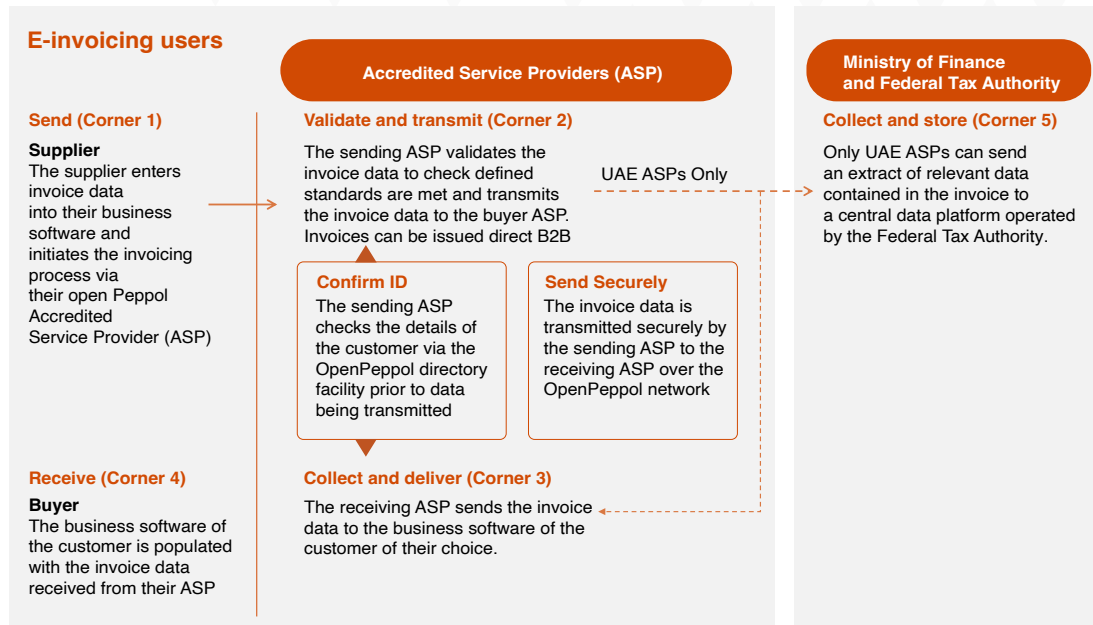 E-invoicing users
Accredited Service Providers (ASP)
Ministry of Finance
and Federal Tax Authority
Send (Corner 1)
Supplier
The supplier enters
invoice data
into their business
software and
initiates the invoicing
process via
their open Peppol
Accredited
Service Provider (ASP)
Validate and transmit (Corner 2)
The sending ASP validates the
invoice data to check defined
standards are met and transmits
the invoice data to the buyer ASP.
Invoices can be issued direct B2B
UAE ASPs Only
Collect and store (Corner 5)
Only UAE ASPs can send
an extract of relevant data
contained in the invoice to
a central data platform operated
by the Federal Tax Authority.
Confirm ID
The sending ASP
checks the details of
the customer via the
OpenPeppol directory
facility prior to data
being transmitted
Send Securely
The invoice data is
transmitted securely by
the sending ASP to the
receiving ASP over the
OpenPeppol network
Receive (Corner 4)
Buyer
The business software of
the customer is populated
with the invoice data
received from their ASP
Collect and deliver (Corner 3)
The receiving ASP sends the invoice
data to the business software of the
customer of their choice.